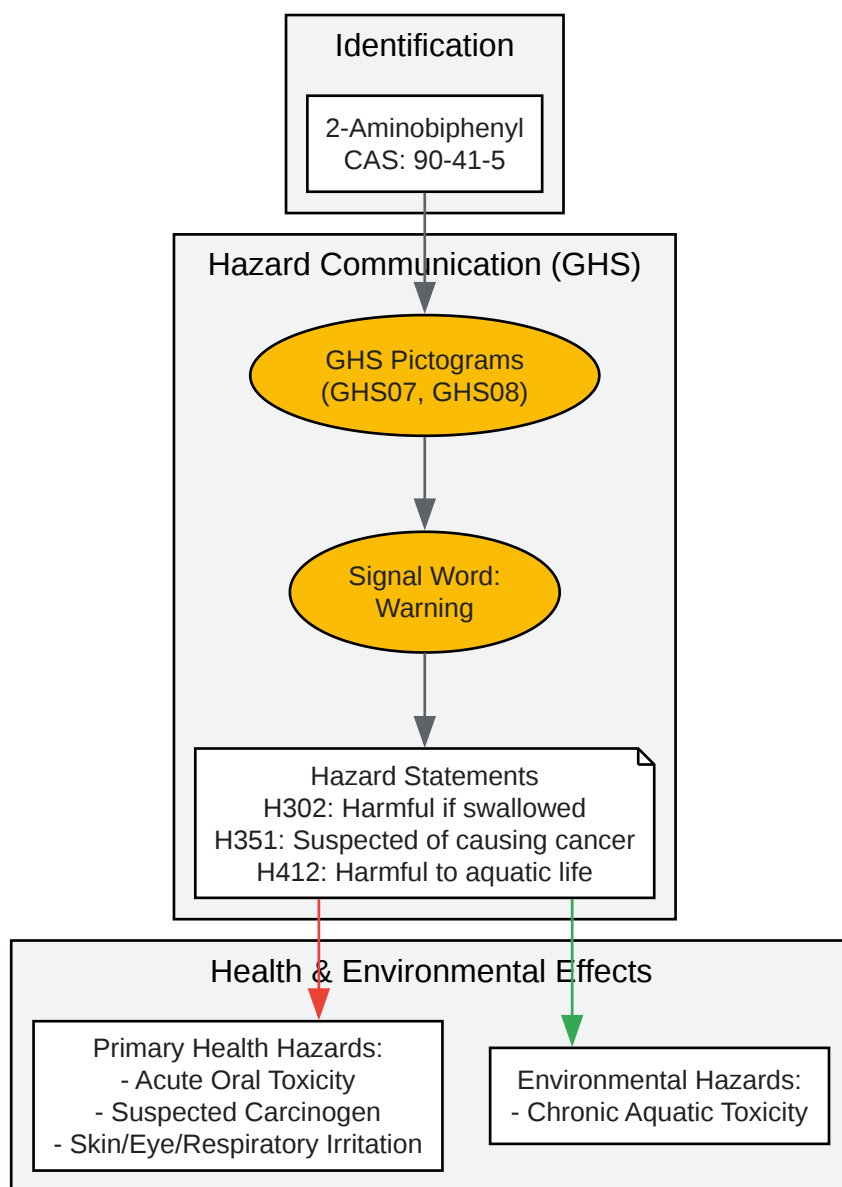 Identification
2-Aminobiphenyl
CAS: 90-41-5
Hazard Communication (GHS)
GHS Pictograms
(GHS07, GHS08)
Signal Word:
Warning
Hazard Statements
H302: Harmful if swallowed
H351: Suspected of causing cancer
H412: Harmful to aquatic life
Health & Environmental Effects
Primary Health Hazards:
- Acute Oral Toxicity
- Suspected Carcinogen
- Skin/Eye/Respiratory Irritation
Environmental Hazards:
- Chronic Aquatic Toxicity